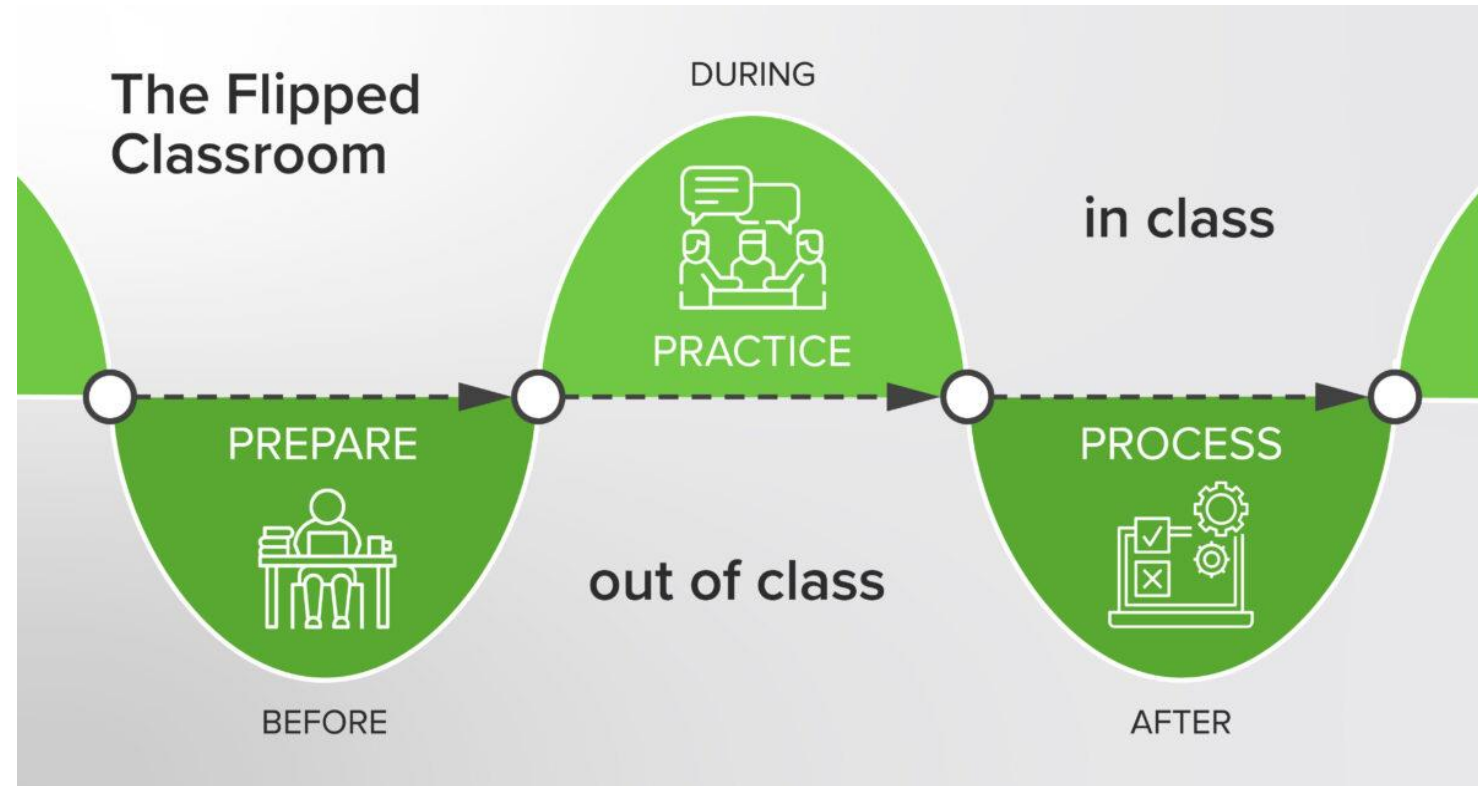 The Flipped
Classroom
DURING
in class
PRACTICE
PREPARE
PROCESS
out of class
BEFORE
AFTER